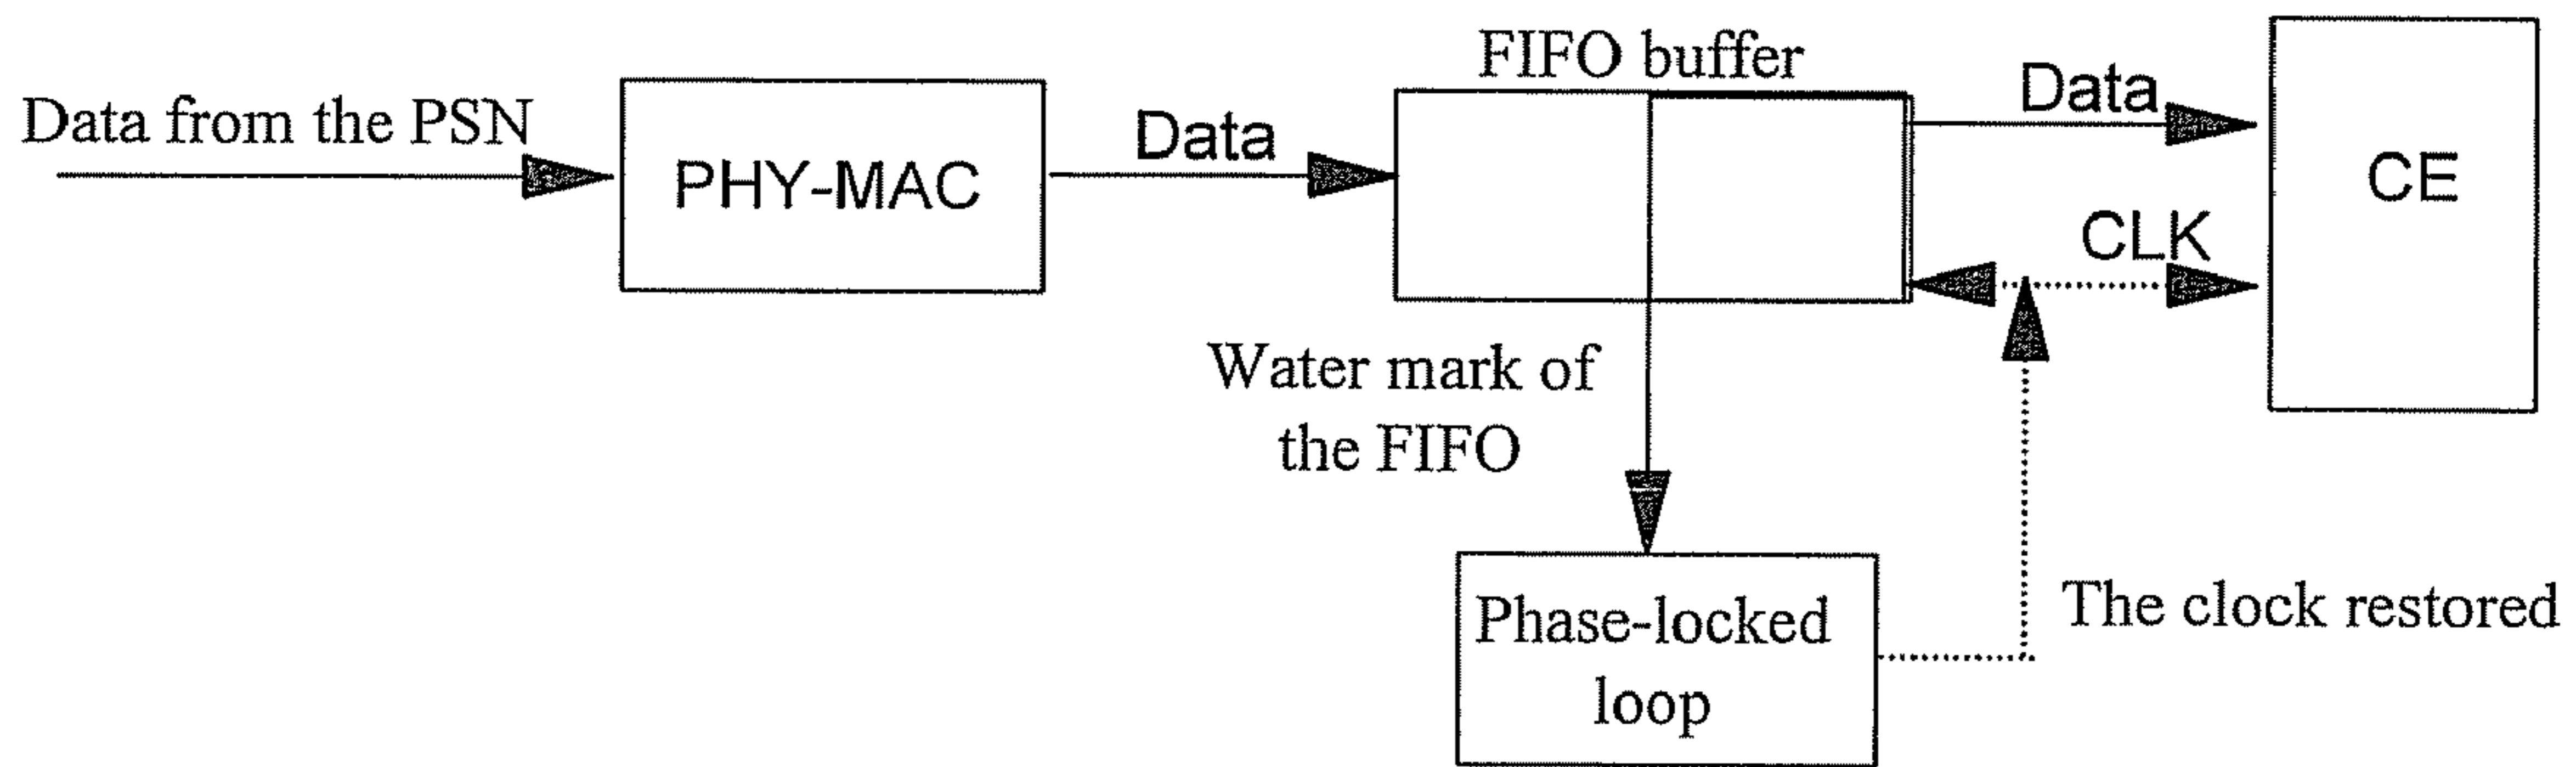 FIFO buffer
Data from the PSN
PHY-MAC
Data
Data
CE
CLK
Water mark of
the FIFO
Phase-locked
loop
The clock restored